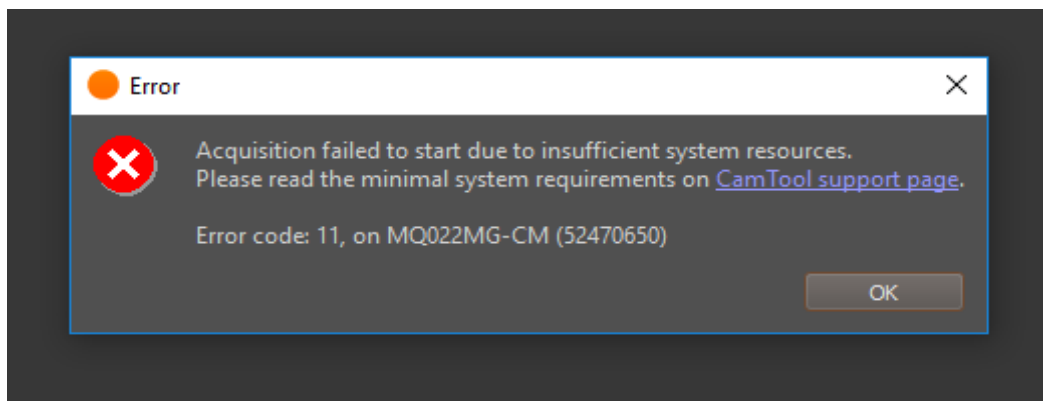 Error
Acquisition failed to start due to insufficient system resources.
Please read the minimal system requirements on CamTool support page.
Error code: 11, on MQ022MG-CM (52470650)
OK